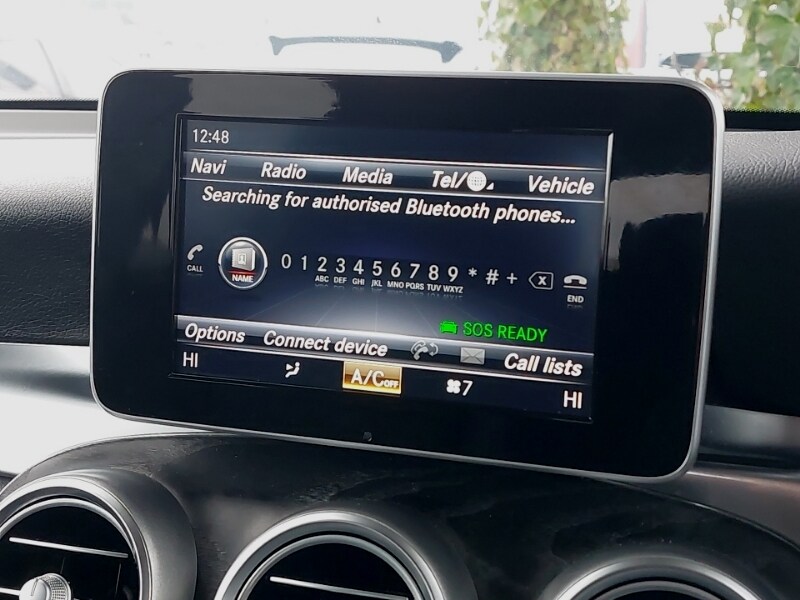 12:48
Navi Radio Media Tel/ Vehicle
Searching for authorised Bluetooth phones...
CALL NAME 0 1 2 3 4 5 6 7 8 9 * # + X END
ABC DEF GHI JKL MNO PQRS TUV WXYZ
SOS READY
Options Connect device Call lists
HI A/C OFF 7 HI